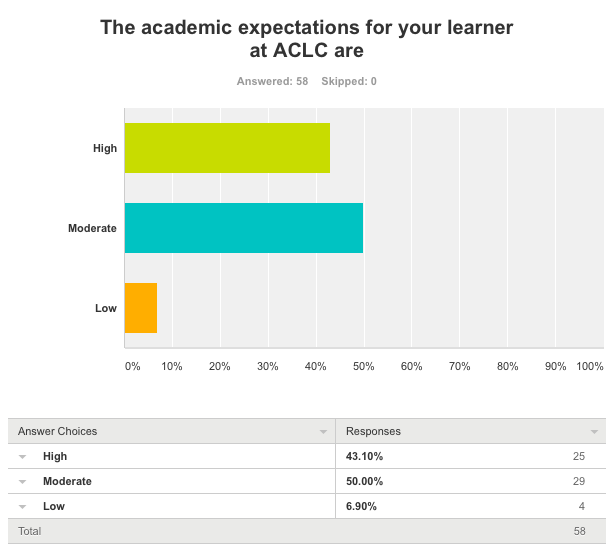 The academic expectations for your learner
at ACLC are
Answered: 58 Skipped: 0
High
Moderate
Low
0% 10% 20% 30% 40% 50% 60% 70% 80% 90% 100%
Answer Choices Responses
High 43.10% 25
Moderate 50.00% 29
Low 6.90% 4
Total 58